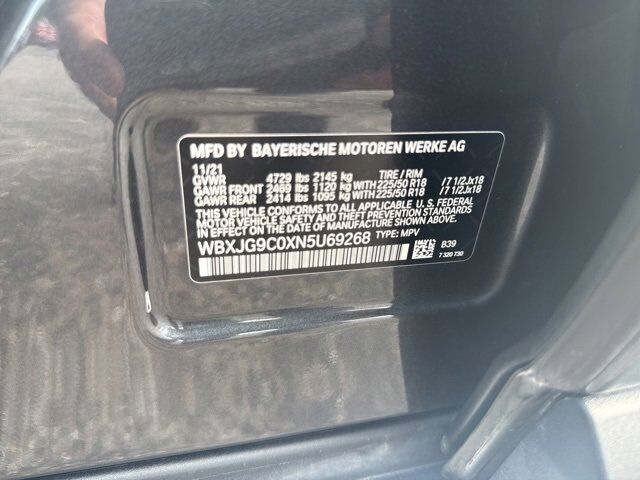 MFD BY BAYERISCHE MOTOREN WERKE AG
11/21
GVWR 4729 lbs 2145 kg TIRE / RIM
GAWR FRONT 2469 lbs 1120 kg WITH 225/50 R18 /7 1/2Jx18
GAWR REAR 2414 lbs 1095 kg WITH 225/50 R18 /7 1/2Jx18
THIS VEHICLE CONFORMS TO ALL APPLICABLE U. S. FEDERAL
MOTOR VEHICLE SAFETY AND THEFT PREVENTION STANDARDS
IN EFFECT ON THE DATE OF MANUFACTURE SHOWN ABOVE.
WBXJG9C0XN5U69268 TYPE: MPV
B39
7 320 730